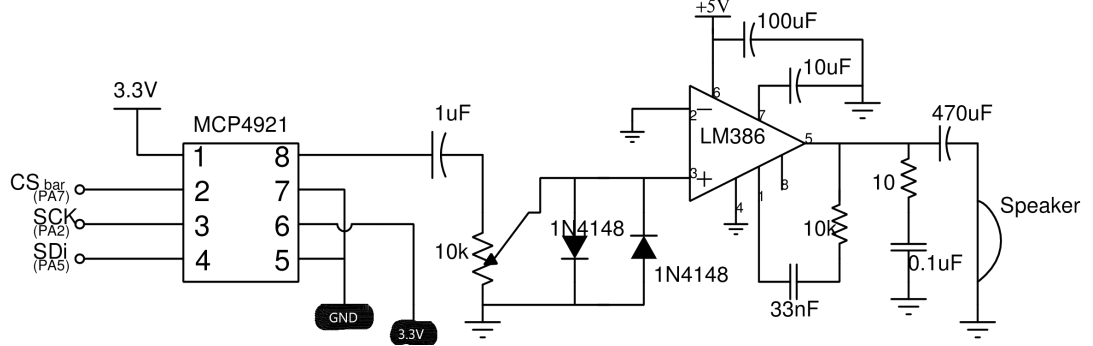 +5V
100uF
10uF
3.3V
MCP4921
1uF
6
7
2
LM386
5
470uF
1 8
CS bar
(PA7)
2 7
SCK
(PA2)
3 6
SDi
(PA5)
4 5
3
4
1
8
10
Speaker
1N4148
10k
10k
1N4148
0.1uF
33nF
GND
3.3V